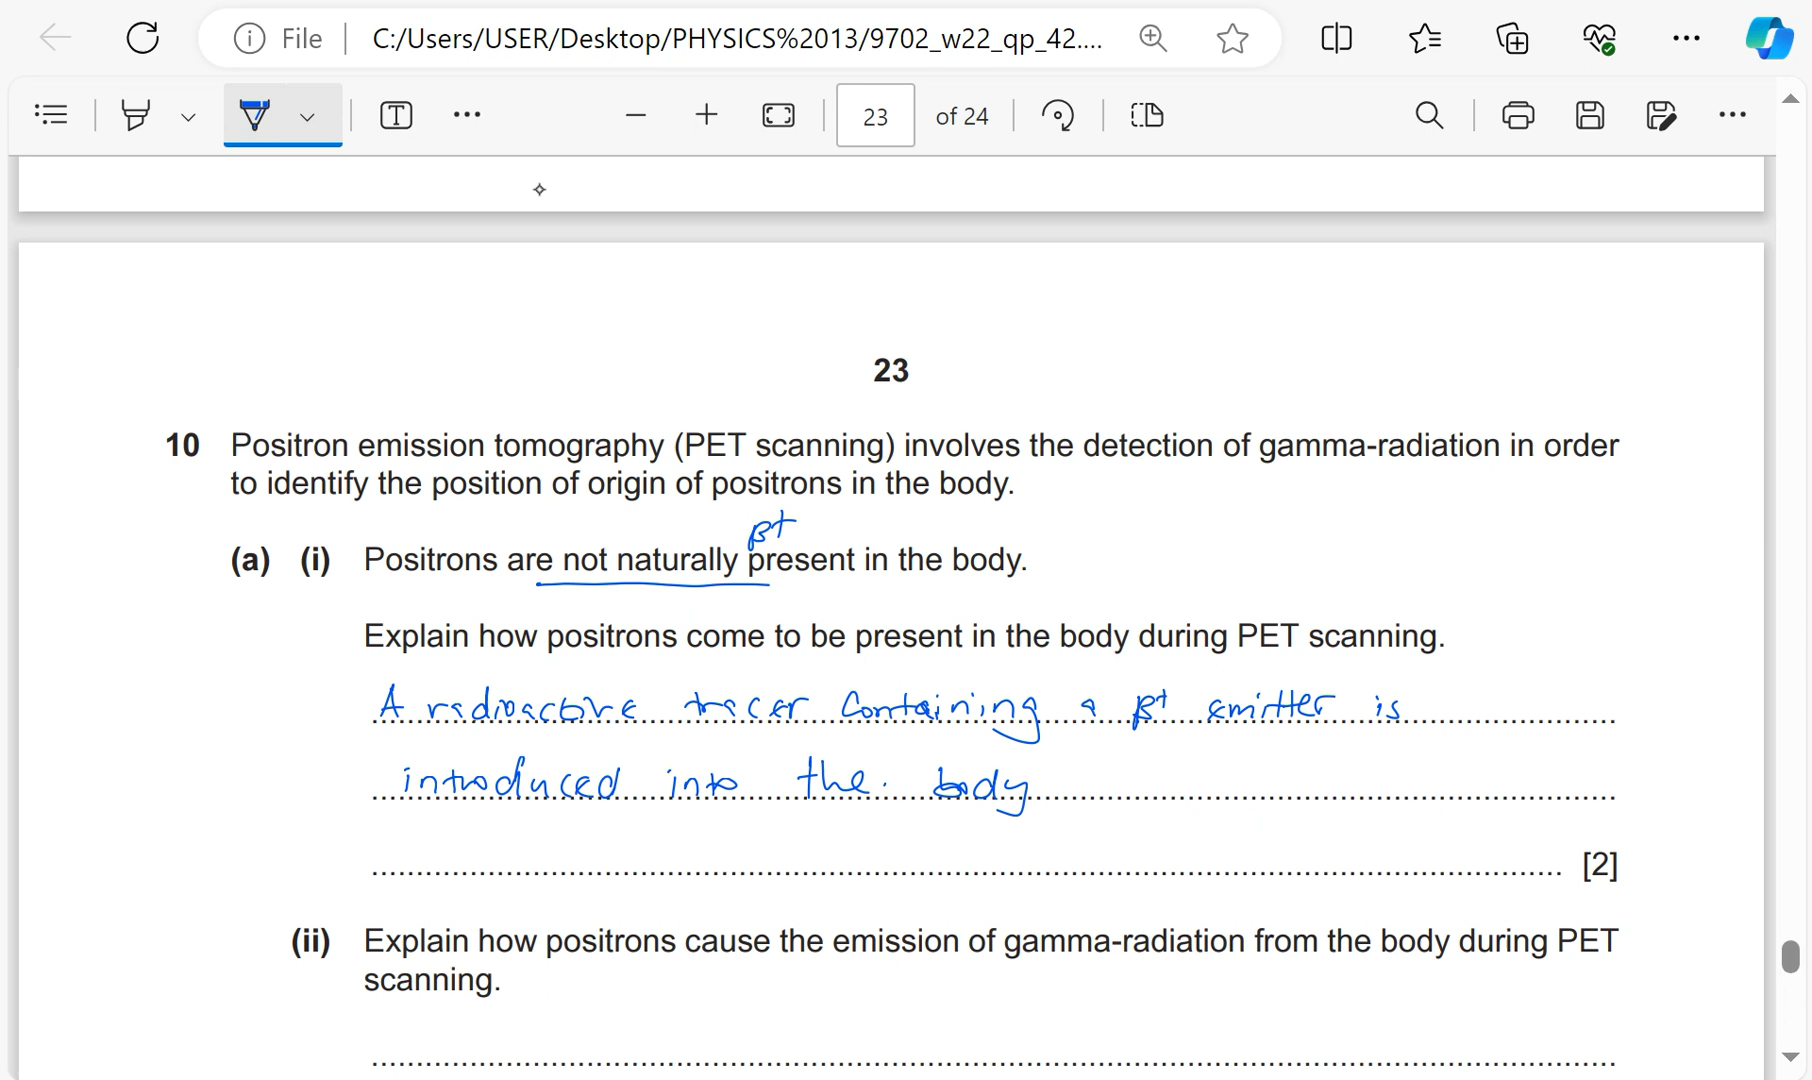 File
C:/Users/USER/Desktop/PHYSICS%2013/9702_w22_qp_42....
23 of 24
23
10 Positron emission tomography (PET scanning) involves the detection of gamma-radiation in order
to identify the position of origin of positrons in the body.
β+
(a) (i) Positrons are not naturally present in the body.
Explain how positrons come to be present in the body during PET scanning.
A radioactive tracer containing a β+ emitter is
introduced into the body
[2]
(ii) Explain how positrons cause the emission of gamma-radiation from the body during PET
scanning.